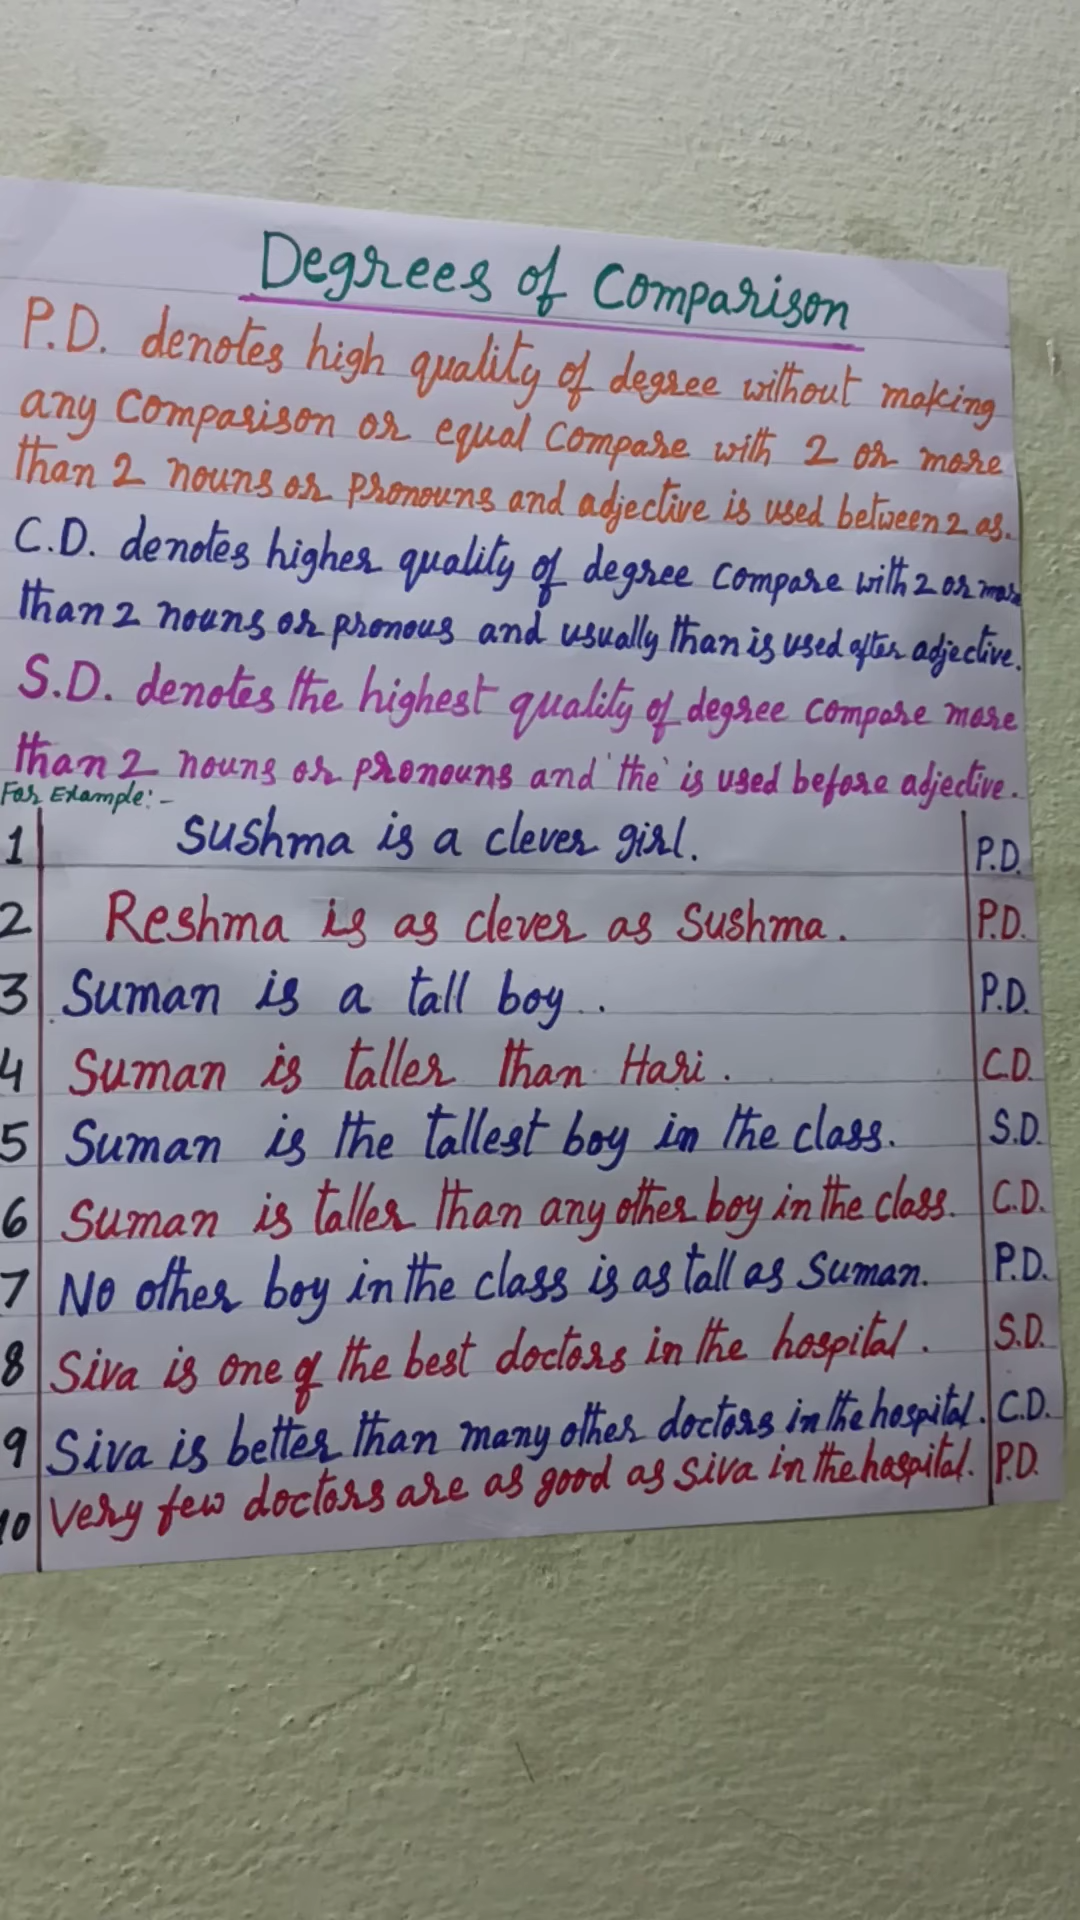 Degrees of Comparison
P.D. denotes high quality of degree without making
any comparison or equal compare with 2 or more
than 2 nouns or pronouns and adjective is used between 2 as.
C.D. denotes higher quality of degree compare with 2 or more
than 2 nouns or pronous and usually than is used after adjective.
S.D. denotes the highest quality of degree compare more
than 2 nouns or pronouns and 'the' is used before adjective.
For Example:-
1 Sushma is a clever girl. P.D.
2 Reshma is as clever as Sushma. P.D.
3 Suman is a tall boy. P.D.
4 Suman is taller than Hari. C.D.
5 Suman is the tallest boy in the class. S.D.
6 Suman is taller than any other boy in the class. C.D.
7 No other boy in the class is as tall as Suman. P.D.
8 Siva is one of the best doctors in the hospital. S.D.
9 Siva is better than many other doctors in the hospital. C.D.
10 Very few doctors are as good as Siva in the hospital. P.D.